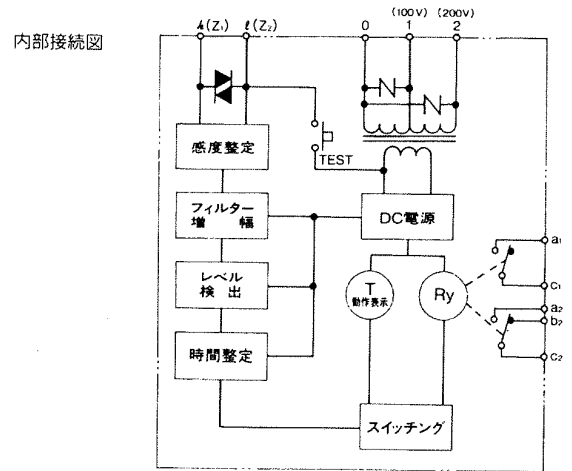 内部接続図
k(Z₁) ℓ(Z₂)
(100V) (200V)
0 1 2
感度整定
TEST
フィルター
増幅
DC電源
レベル
検出
T
動作表示
Ry
時間整定
スイッチング
a₁
c₁
a₂
b₂
c₂